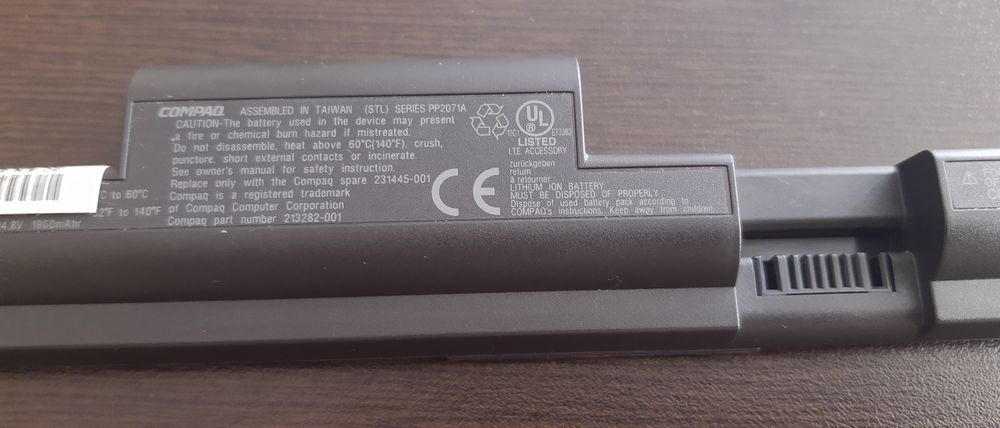 COMPAQ ASSEMBLED IN TAIWAN (STL) SERIES PP2071A
CAUTION-The battery used in the device may present
a fire or chemical burn hazard if mistreated.
Do not disassemble, heat above 60°C(140°F), crush,
puncture, short external contacts or incinerate.
See owner's manual for safety instruction.
Replace only with the Compaq spare 231445-001
Compaq is a registered trademark
of Compaq Computer Corporation
Compaq part number 213282-001
°C to 60°C
2°F to 140°F
4.8V 1850mAhr
CE
UL
13C1 E73382
LISTED
I.T.E. ACCESSORY
zurückgeben
return
à retourner
LITHIUM ION BATTERY
MUST BE DISPOSED OF PROPERLY
Dispose of used battery pack according to
COMPAQ's instructions. Keep away from children.